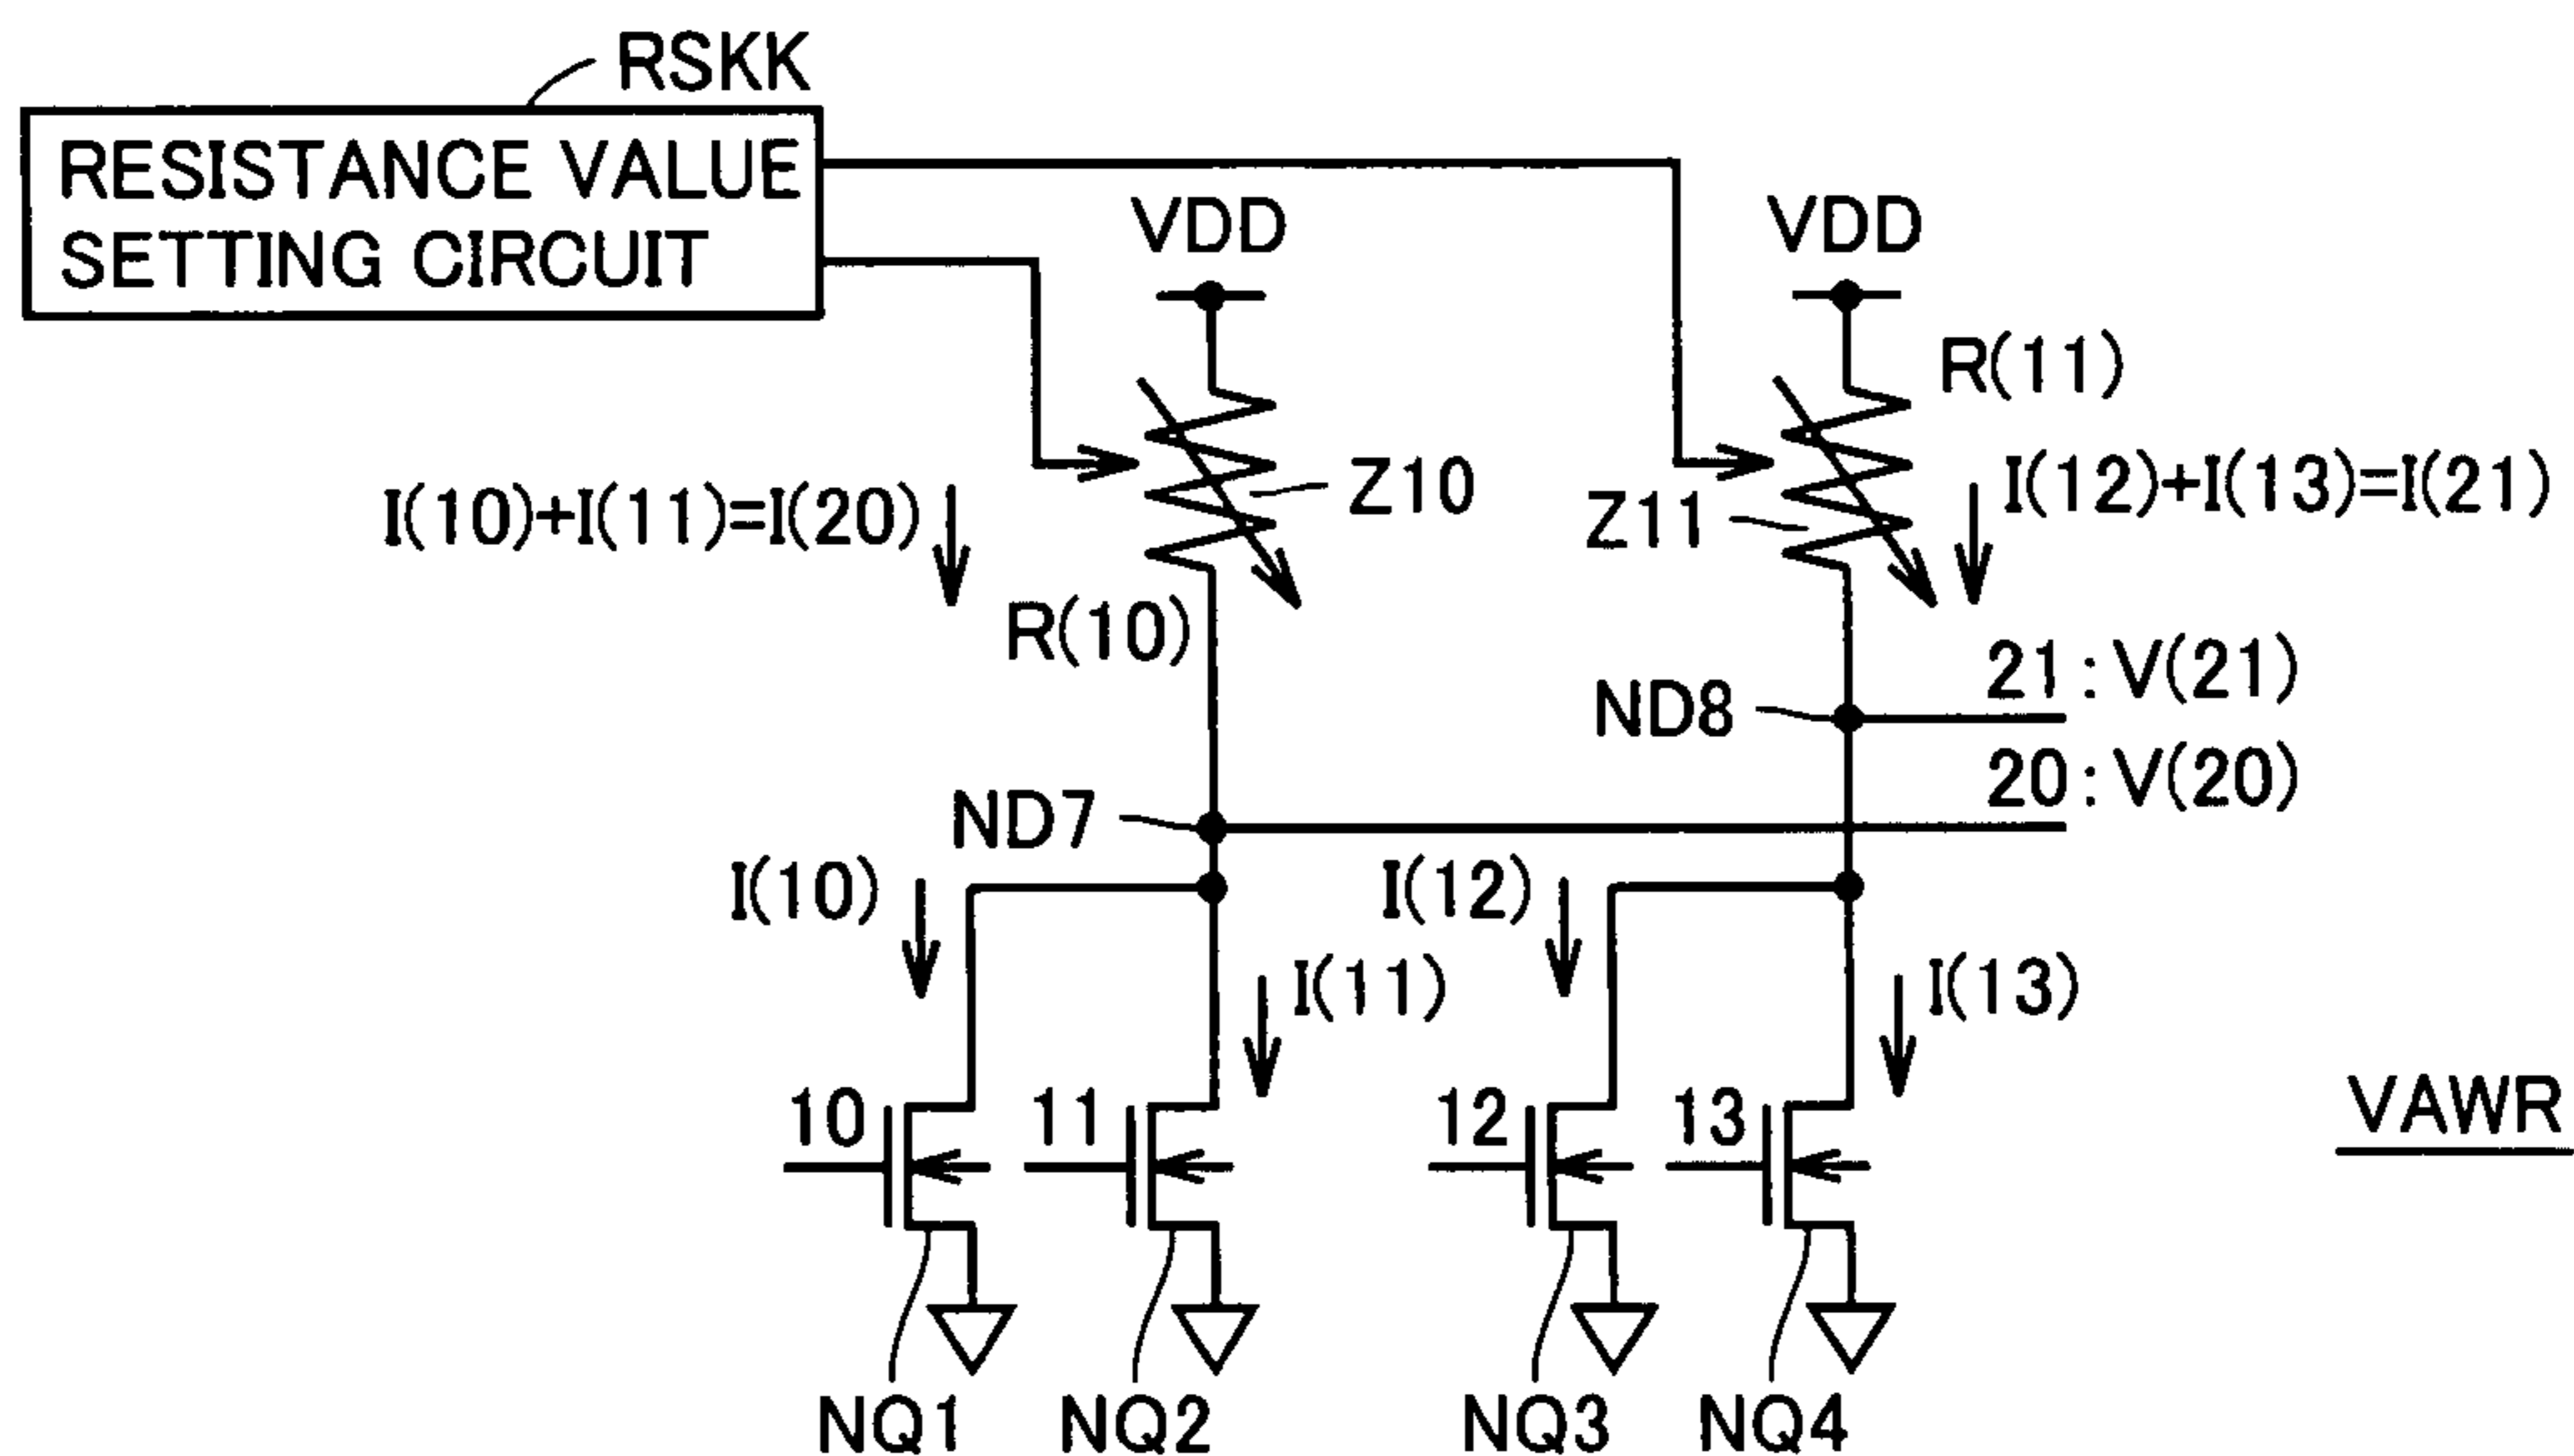 RSKK
RESISTANCE VALUE
SETTING CIRCUIT
VDD
VDD
R(11)
I(10)+I(11)=I(20)
Z10
Z11
I(12)+I(13)=I(21)
R(10)
ND8
21 : V(21)
ND7
20 : V(20)
I(10)
I(12)
I(11)
I(13)
10
11
12
13
VAWR
NQ1
NQ2
NQ3
NQ4